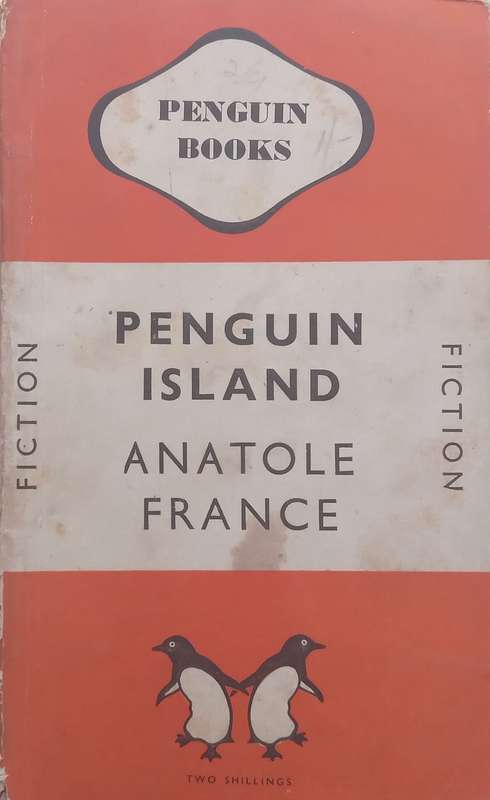 PENGUIN
BOOKS
FICTION
PENGUIN
ISLAND
ANATOLE
FRANCE
FICTION
TWO SHILLINGS